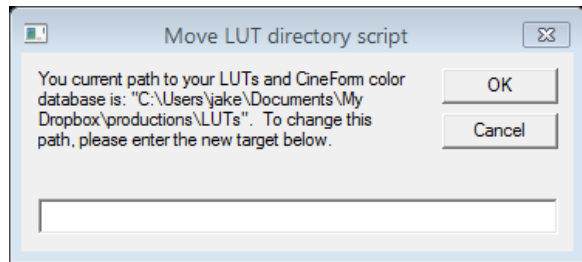 Move LUT directory script
You current path to your LUTs and CineForm color
database is: "C:\Users\jake\Documents\My
Dropbox\productions\LUTs".  To change this
path, please enter the new target below.
OK
Cancel